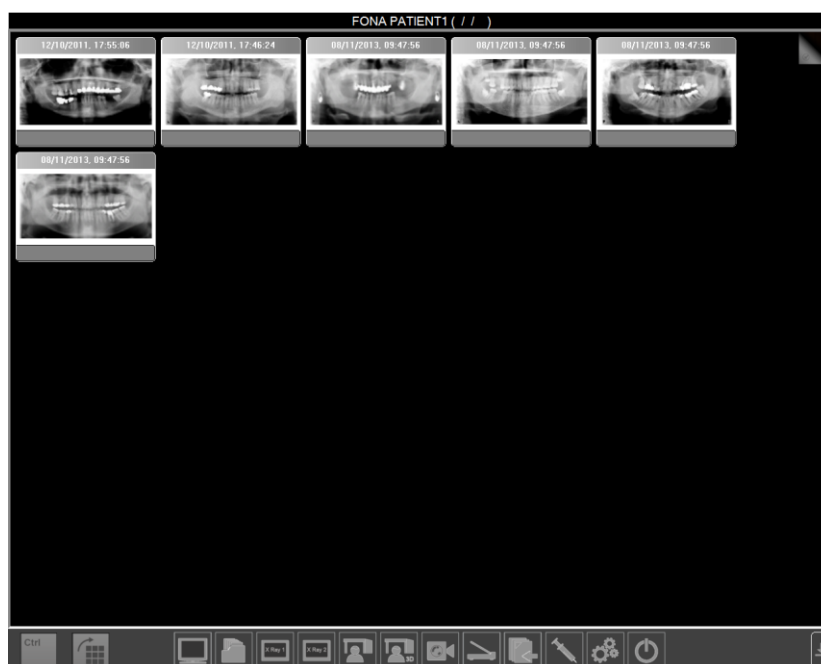 FONA PATIENT1 ( / / )
12/10/2011, 17:55:06
12/10/2011, 17:46:24
08/11/2013, 09:47:56
08/11/2013, 09:47:56
08/11/2013, 09:47:56
08/11/2013, 09:47:56
Ctrl
X Ray 1
X Ray 2
3D